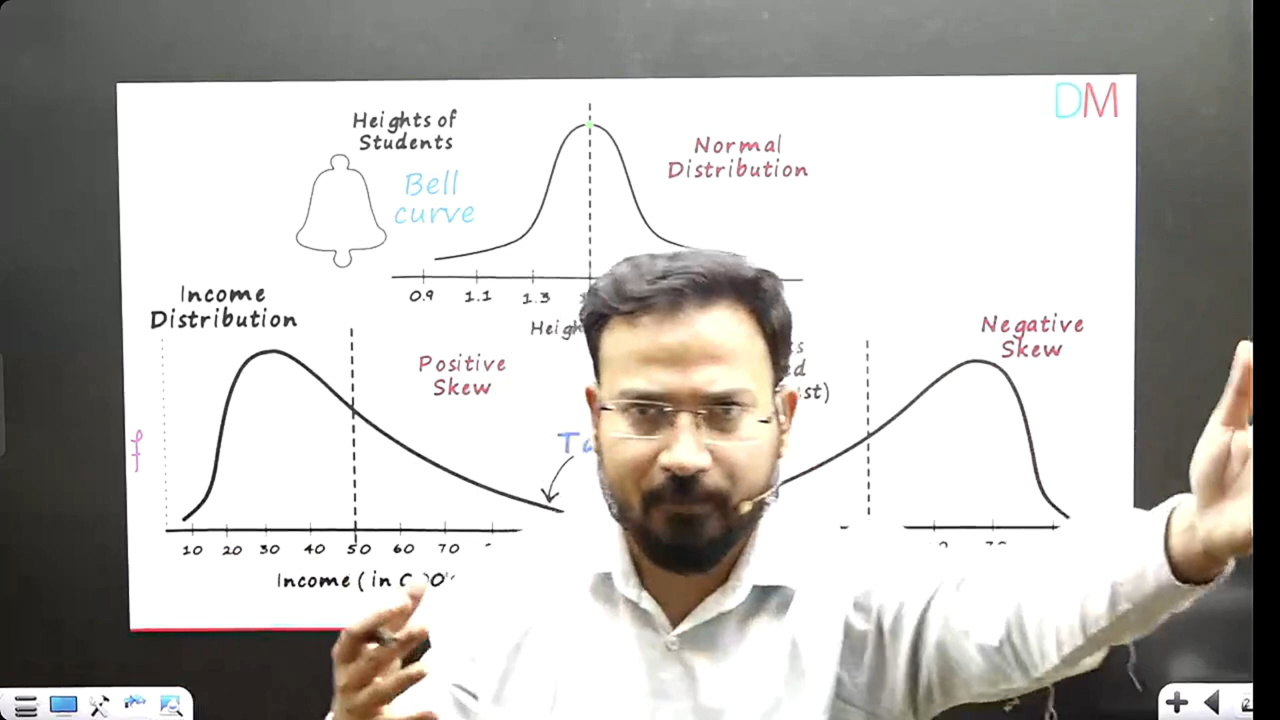 DM
Heights of
Students
Bell
curve
Normal
Distribution
0.9 1.1 1.3
Income
Distribution
Positive
Skew
Negative
Skew
f
10 20 30 40 50 60 70
Income (in